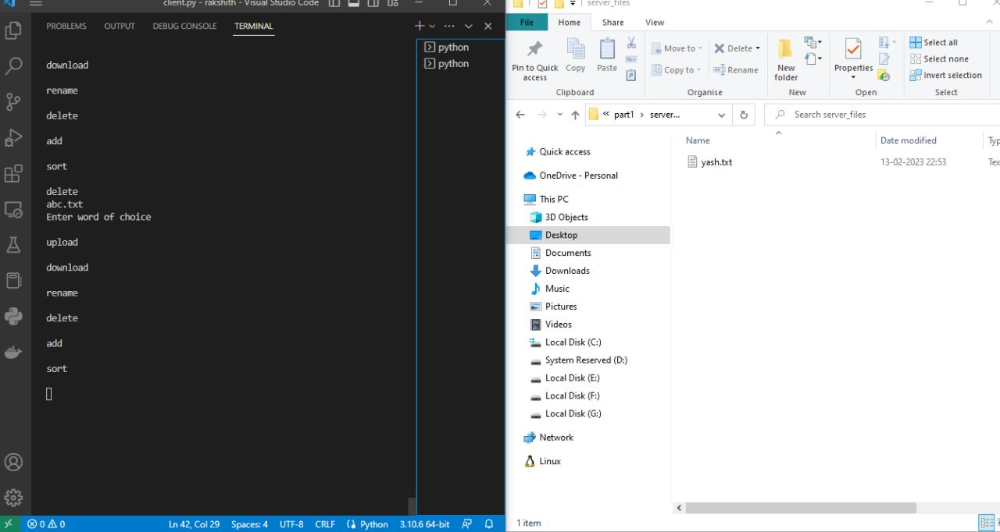 client.py - rakshith - Visual Studio Code
PROBLEMS OUTPUT DEBUG CONSOLE TERMINAL
python
python
download
rename
delete
add
sort
delete
abc.txt
Enter word of choice
upload
download
rename
delete
add
sort
0 0 Ln 42, Col 29 Spaces: 4 UTF-8 CRLF Python 3.10.6 64-bit
server_files
File Home Share View
Pin to Quick access
Copy
Paste
Clipboard
Move to
Copy to
Delete
Rename
Organise
New folder
New
Properties
Open
Select all
Select none
Invert selection
Select
« part1 › server...
Search server_files
Name Date modified
yash.txt 13-02-2023 22:53
Quick access
OneDrive - Personal
This PC
3D Objects
Desktop
Documents
Downloads
Music
Pictures
Videos
Local Disk (C:)
System Reserved (D:)
Local Disk (E:)
Local Disk (F:)
Local Disk (G:)
Network
Linux
1 item